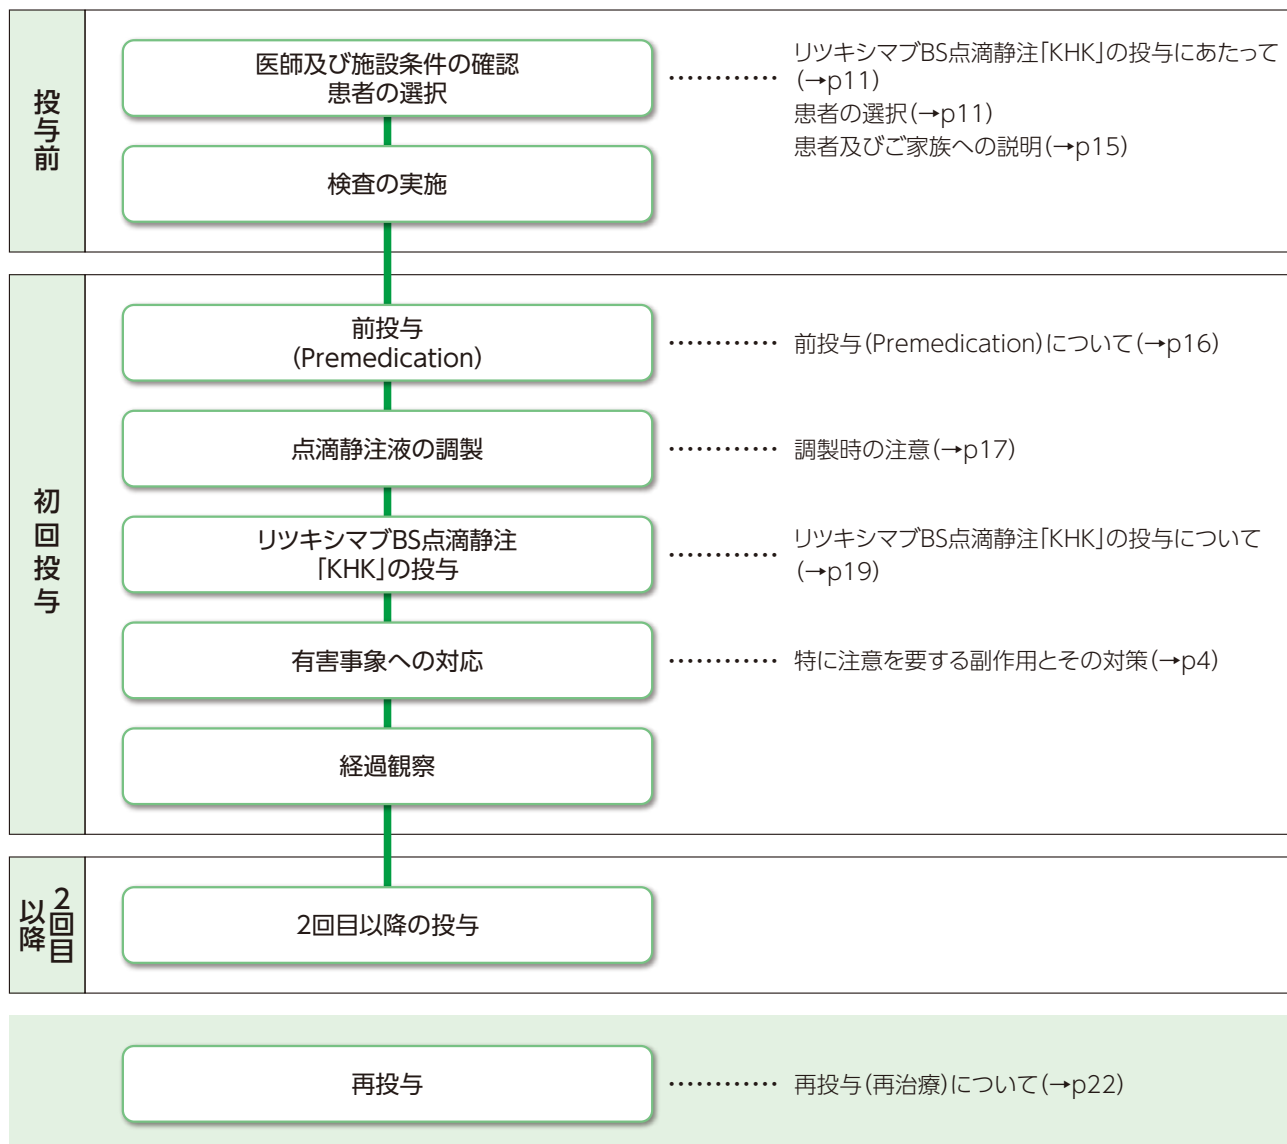 投与前
医師及び施設条件の確認
患者の選択
リツキシマブBS点滴静注「KHK」の投与にあたって
(→p11)
患者の選択(→p11)
患者及びご家族への説明(→p15)
検査の実施
初回投与
前投与
(Premedication)
前投与(Premedication)について(→p16)
点滴静注液の調製
調製時の注意(→p17)
リツキシマブBS点滴静注
「KHK」の投与
リツキシマブBS点滴静注「KHK」の投与について
(→p19)
有害事象への対応
特に注意を要する副作用とその対策(→p4)
経過観察
2回目
以降
2回目以降の投与
再投与
再投与(再治療)について(→p22)